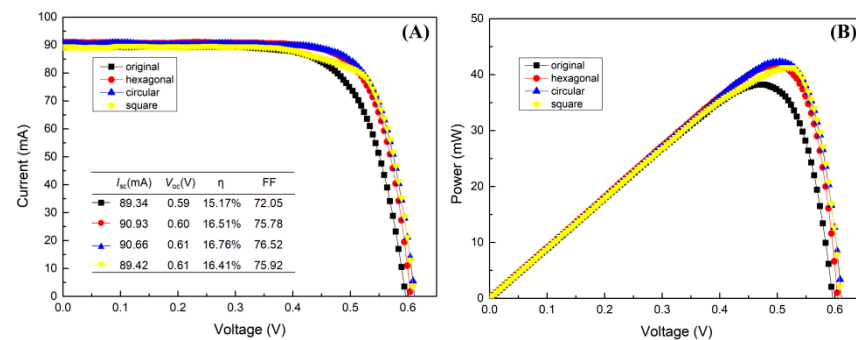 (A)
100
90
80
70
60
50
40
30
20
10
0
Current (mA)
original
hexagonal
circular
square
Isc(mA) Voc(V) η FF
89.34 0.59 15.17% 72.05
90.93 0.60 16.51% 75.78
90.66 0.61 16.76% 76.52
89.42 0.61 16.41% 75.92
0.0 0.1 0.2 0.3 0.4 0.5 0.6
Voltage (V)
(B)
50
40
30
20
10
0
Power (mW)
original
hexagonal
circular
square
0.0 0.1 0.2 0.3 0.4 0.5 0.6
Voltage (V)